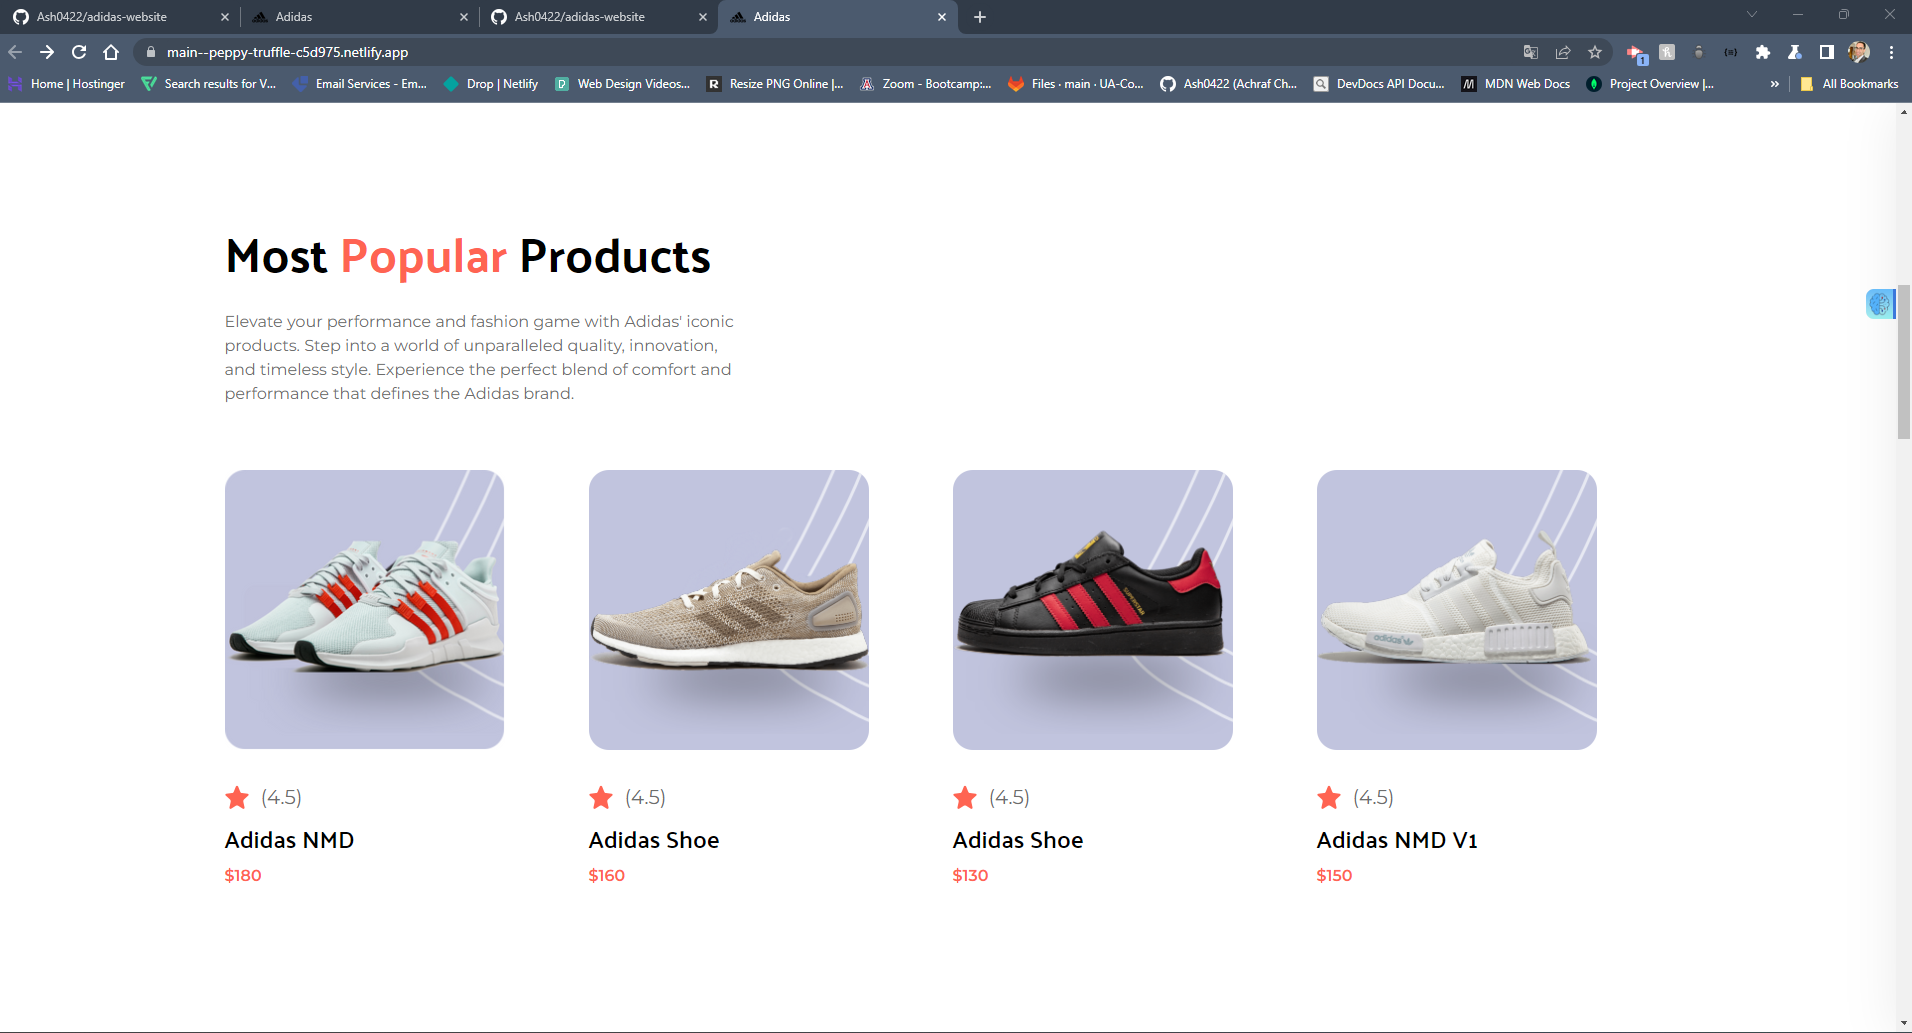 Ash0422/adidas-website
Adidas
Ash0422/adidas-website
Adidas
main--peppy-truffle-c5d975.netlify.app
1
Home | Hostinger
Search results for V...
Email Services - Em...
Drop | Netlify
Web Design Videos...
Resize PNG Online |...
Zoom - Bootcamp:...
Files · main · UA-Co...
Ash0422 (Achraf Ch...
DevDocs API Docu...
MDN Web Docs
Project Overview |...
»
All Bookmarks
Most Popular Products
Elevate your performance and fashion game with Adidas' iconic
products. Step into a world of unparalleled quality, innovation,
and timeless style. Experience the perfect blend of comfort and
performance that defines the Adidas brand.
SUPERSTAR
adidas
(4.5)
(4.5)
(4.5)
(4.5)
Adidas NMD
Adidas Shoe
Adidas Shoe
Adidas NMD V1
$180
$160
$130
$150